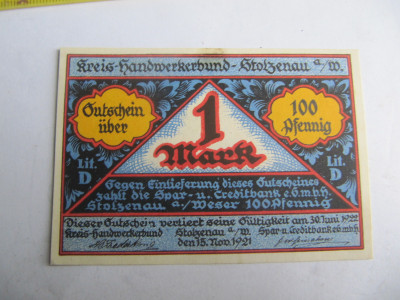 Kreis-Handwerkerbund-Stolzenau a/W.
Gutschein über
1 Mark
100 Pfennig
Lit. D
Lit. D
Gegen Einlieferung dieses Gutscheines
zahlt die Spar- u. Creditbank e.G.m.b.H.
Stolzenau a./Weser 100 Pfennig
Dieser Gutschein verliert seine Gültigkeit am 30. Juni 1922
Kreis-Handwerkerbund Stolzenau a./W. Spar- u. Creditbank e.G.m.b.H.
den 15. Nov. 1921